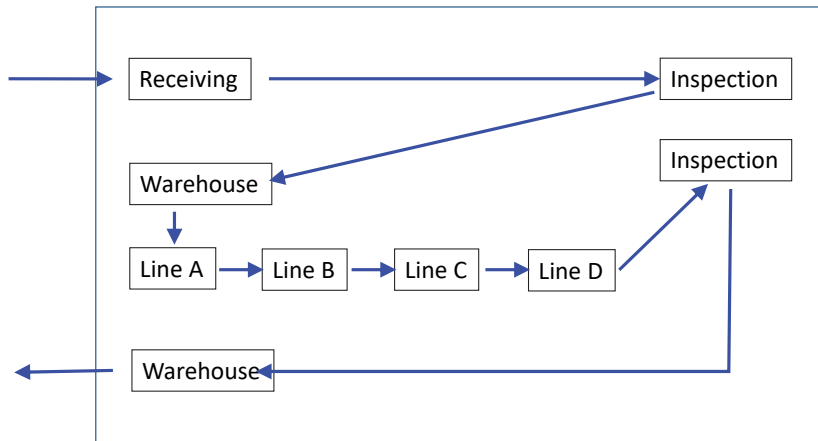 Receiving
Inspection
Inspection
Warehouse
Line A
Line B
Line C
Line D
Warehouse